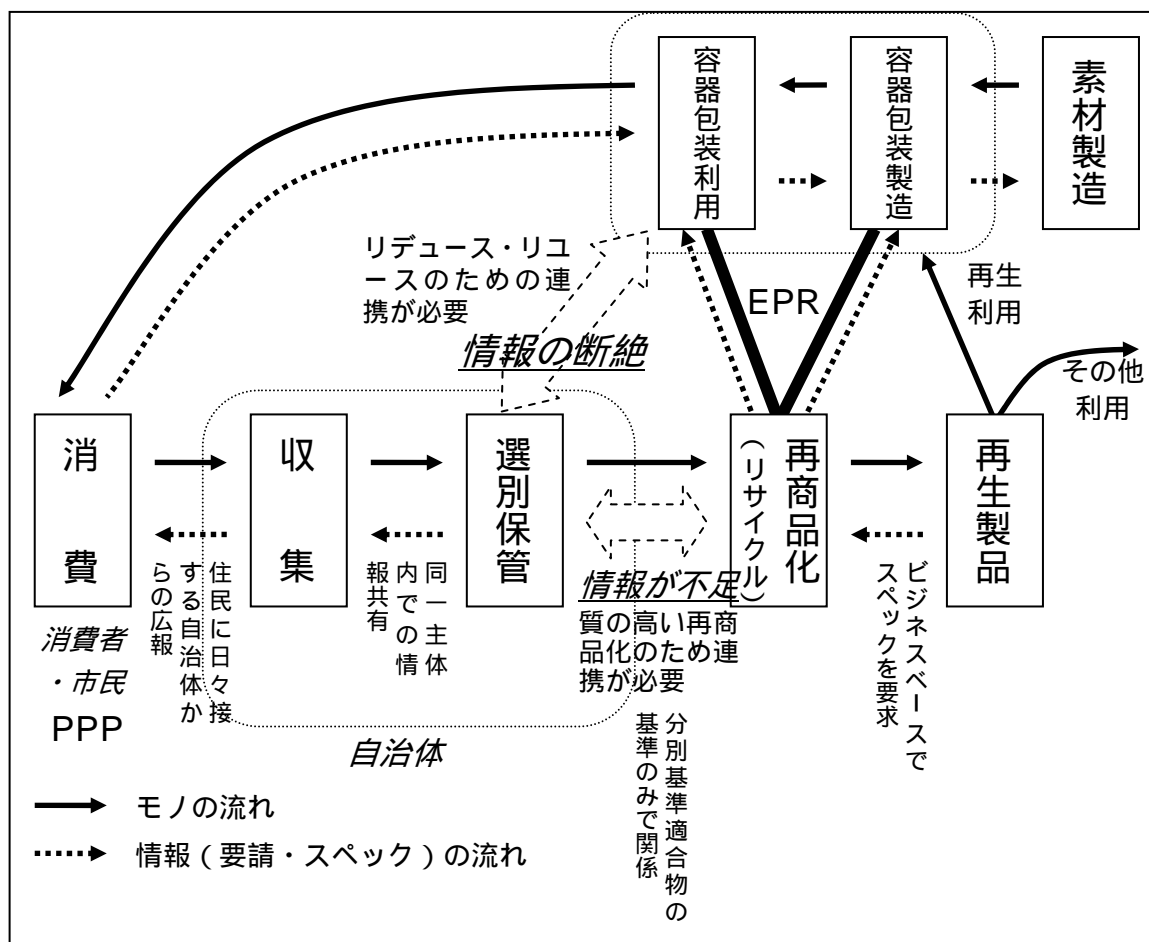 容器包装利用
容器包装製造
素材製造
リデュース・リユ
ースのための連
携が必要
EPR
再生
利用
情報の断絶
その他
利用
消費
収集
選別保管
再商品化
(リサイクル)
再生製品
消費者
・市民
PPP
住民に日々接
する自治体か
らの広報
同一主体
内での情
報共有
情報が不足
質の高い再商
品化のため連
携が必要
ビジネスベースで
スペックを要求
自治体
分別基準適合物の
基準のみで関係
モノの流れ
情報(要請・スペック)の流れ